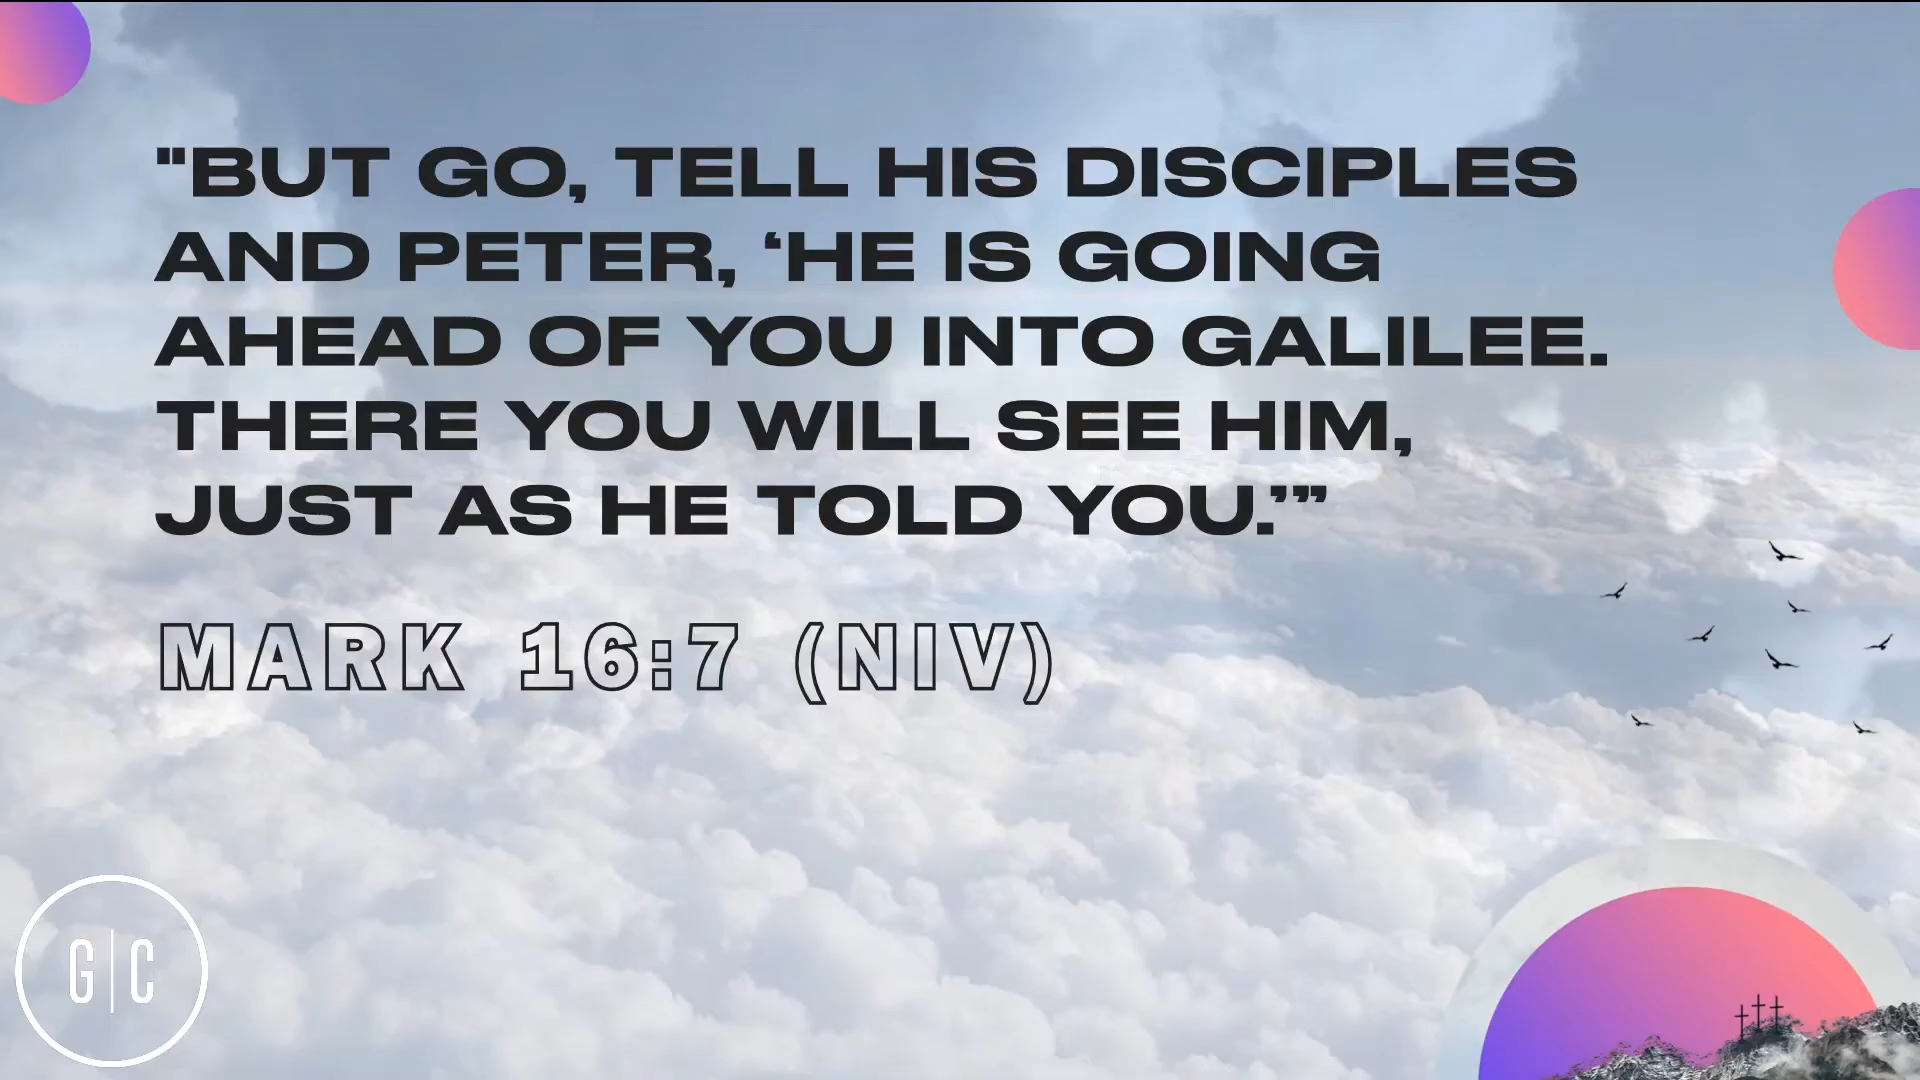 "BUT GO, TELL HIS DISCIPLES
AND PETER, ‘HE IS GOING
AHEAD OF YOU INTO GALILEE.
THERE YOU WILL SEE HIM,
JUST AS HE TOLD YOU.’”
MARK 16:7 (NIV)
G|C